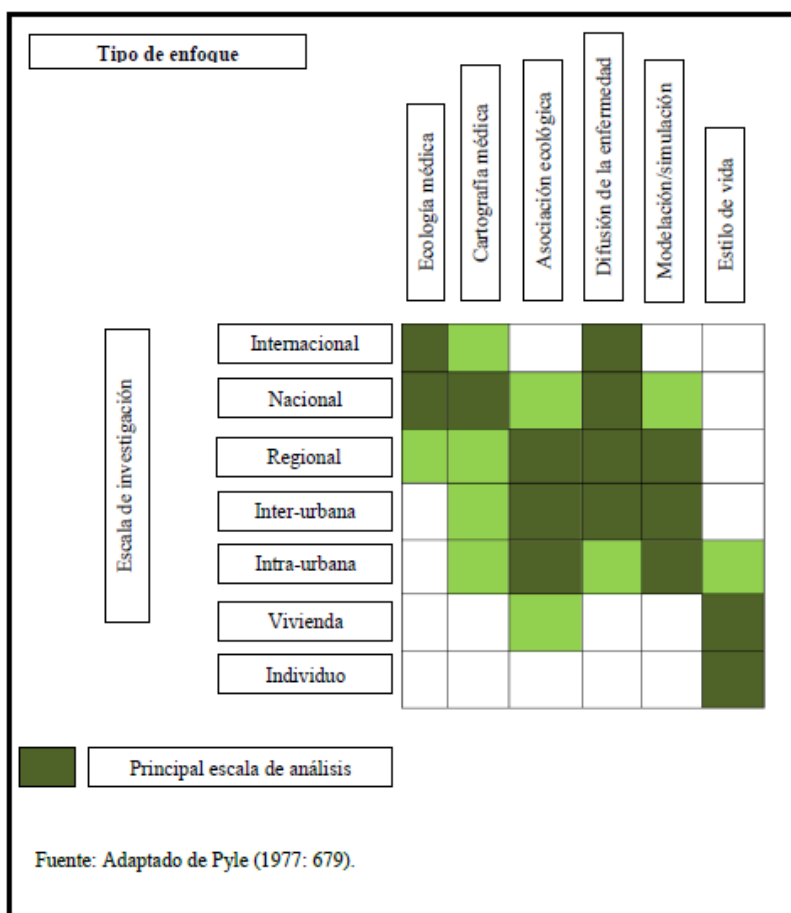 Tipo de enfoque
Ecología médica
Cartografía médica
Asociación ecológica
Difusión de la enfermedad
Modelación/simulación
Estilo de vida
Escala de investigación
Internacional
Nacional
Regional
Inter-urbana
Intra-urbana
Vivienda
Individuo
Principal escala de análisis
Fuente: Adaptado de Pyle (1977: 679).